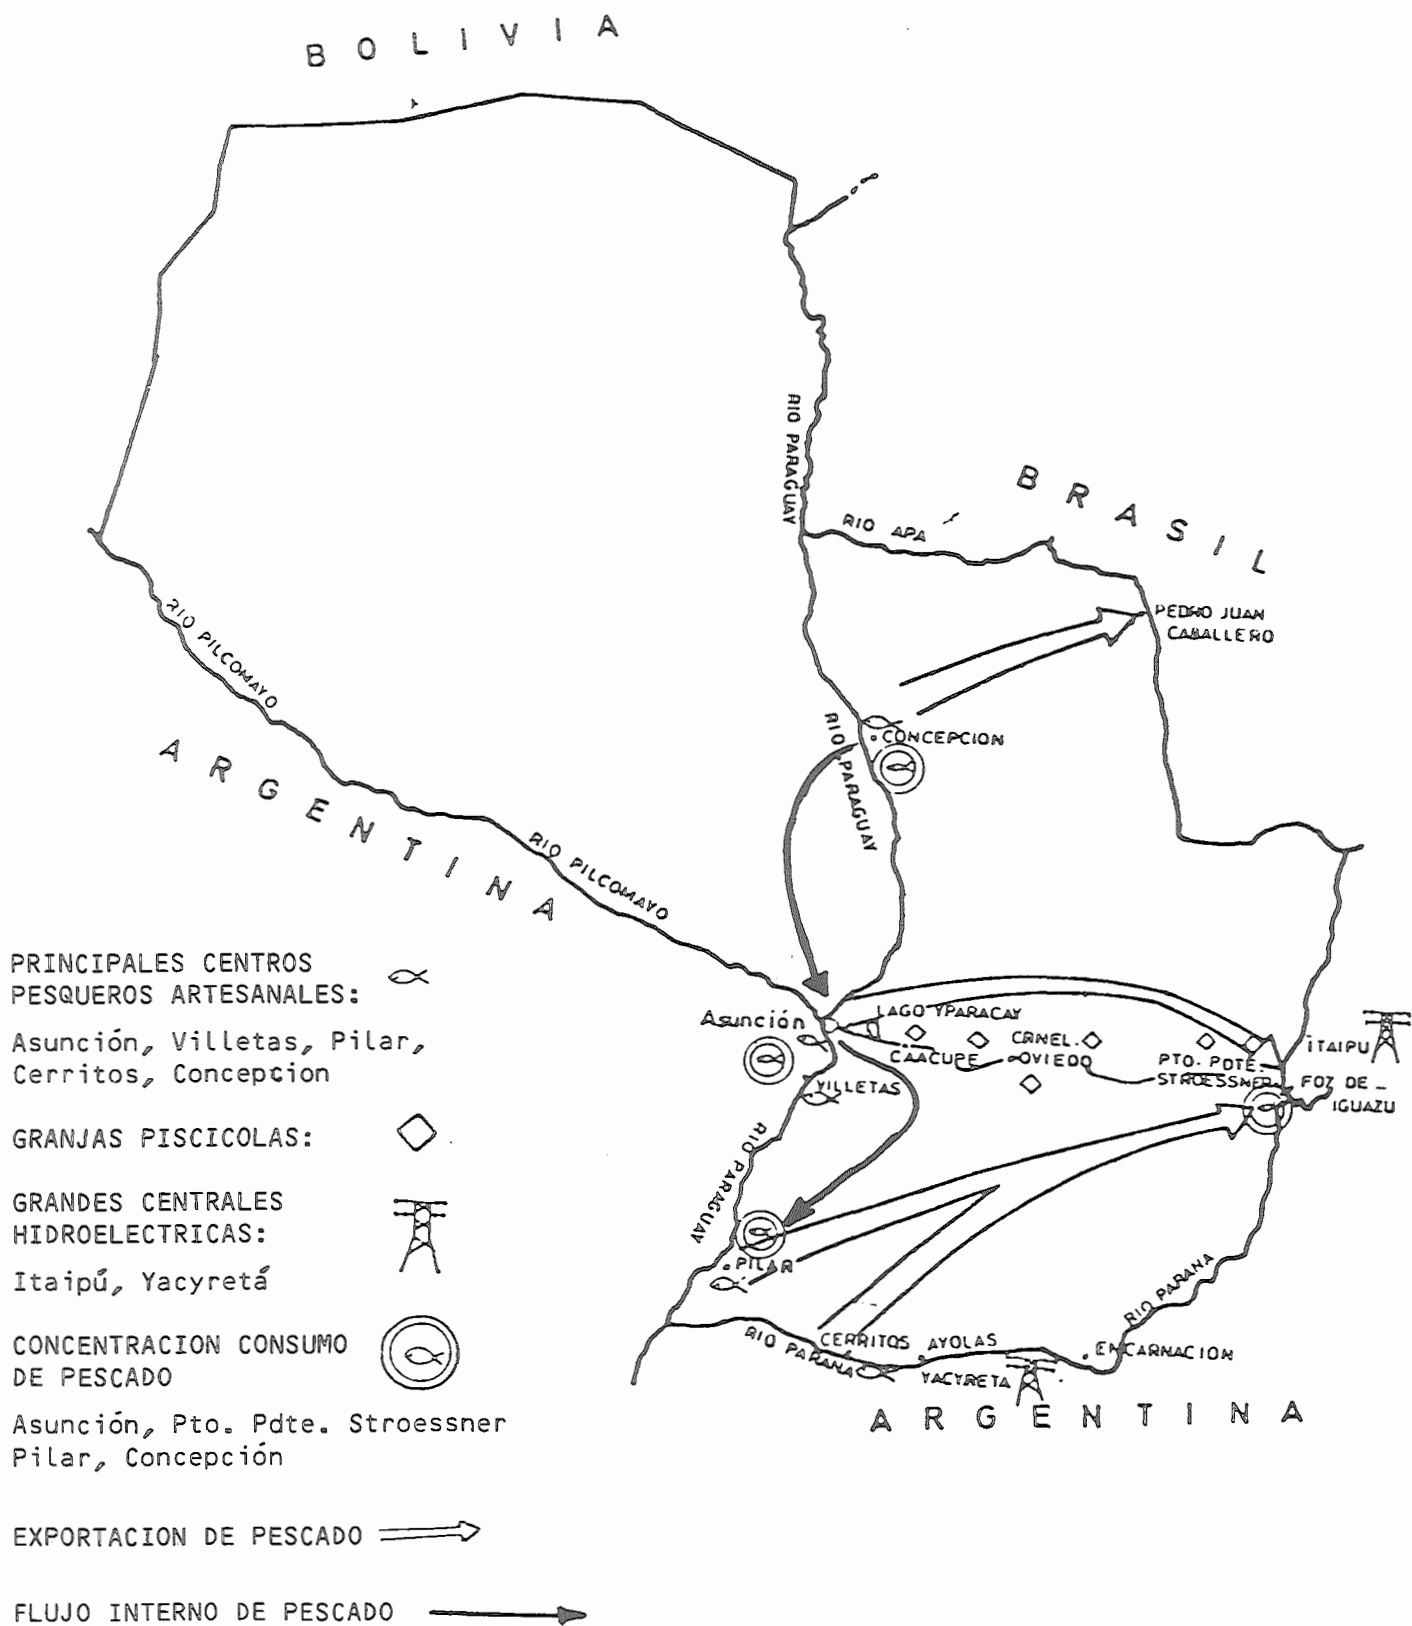 BOLIVIA
RIO PARAGUAY
BRASIL
RIO APA
PEDRO JUAN
CABALLERO
RIO PILCOMAYO
CONCEPCION
RIO PARAGUAY
ARGENTINA
RIO PILCOMAYO
PRINCIPALES CENTROS
PESQUEROS ARTESANALES:
Asunción, Villetas, Pilar,
Cerritos, Concepcion
GRANJAS PISCICOLAS:
GRANDES CENTRALES
HIDROELECTRICAS:
Itaipú, Yacyretá
CONCENTRACION CONSUMO
DE PESCADO
Asunción, Pto. Pdte. Stroessner
Pilar, Concepción
EXPORTACION DE PESCADO
FLUJO INTERNO DE PESCADO
Asunción
LAGO YPARACAY
CAACUPE
CRNEL.
OVIEDO
PTO. PDTE.
STROESSNER
ITAIPU
FOZ DE -
IGUAZU
VILLETAS
RIO PARAGUAY
PILAR
RIO PARANA
CERRITOS
AYOLAS
YACYRETA
ENCARNACION
RIO PARANA
ARGENTINA